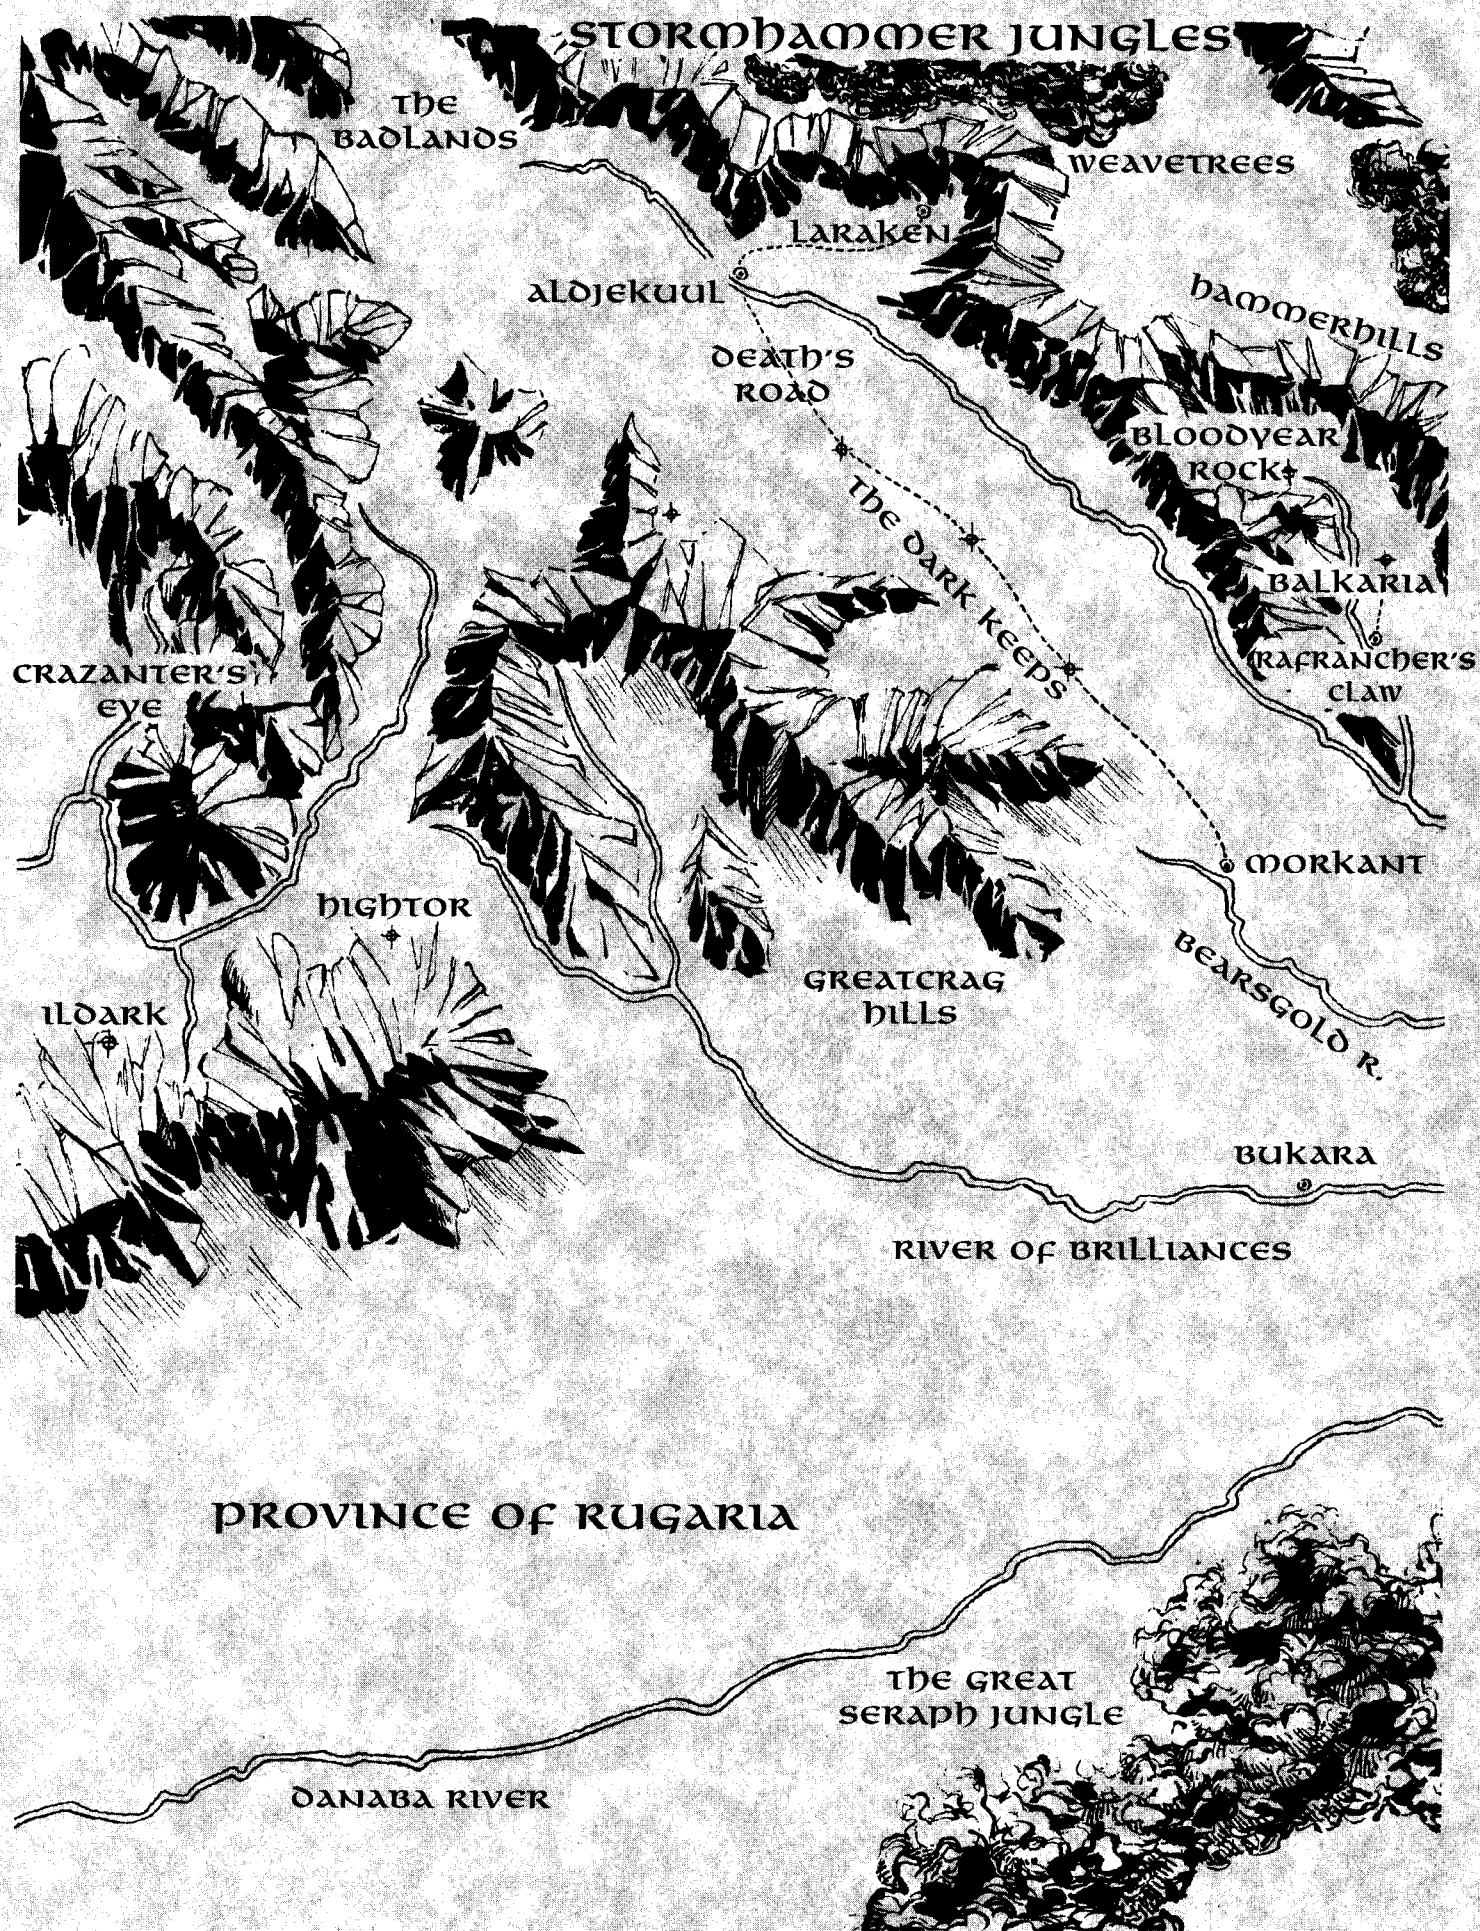 STORMHAMMER JUNGLES
THE
BADLANDS
WEAVETREES
LARAKEN
ALDJEKUUL
HAMMERHILLS
DEATH'S
ROAD
BLOODYEAR
ROCK
THE DARK KEEPS
BALKARIA
CRAZANTER'S
EYE
RAFRANCHER'S
CLAW
MORKANT
HIGHTOR
BEARSGOLD R.
GREATCRAG
HILLS
ILDARK
BUKARA
RIVER OF BRILLIANCES
PROVINCE OF RUGARIA
THE GREAT
SERAPH JUNGLE
DANABA RIVER